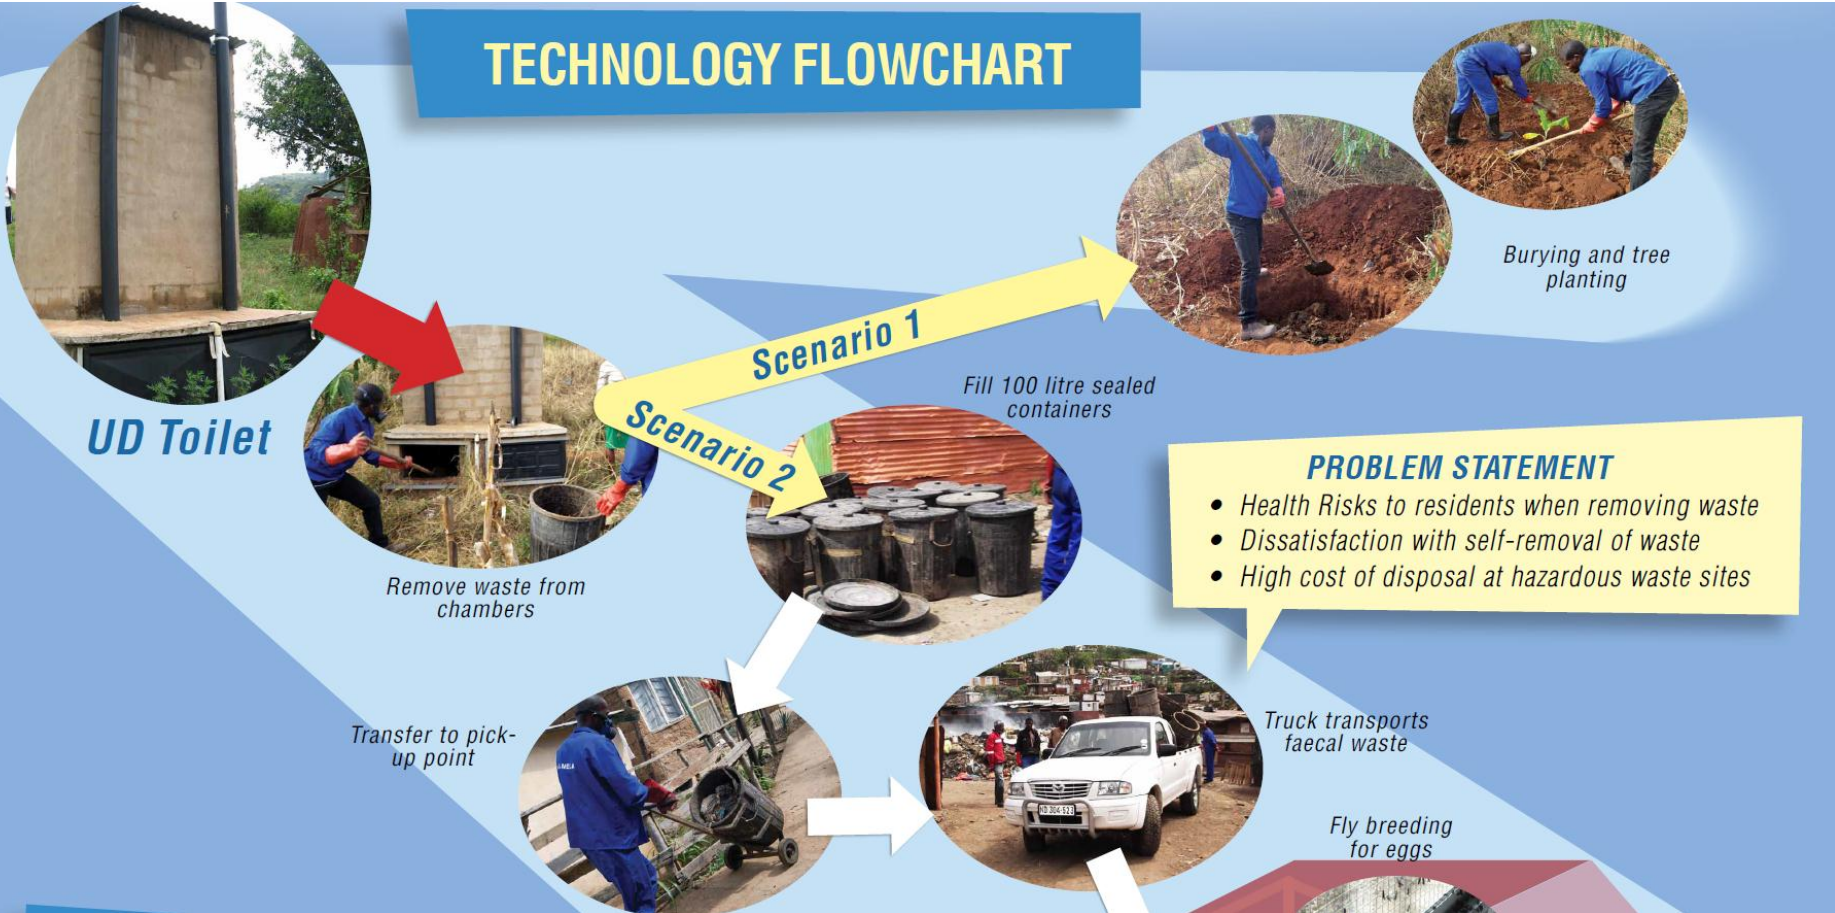 TECHNOLOGY FLOWCHART
Burying and tree
planting
Scenario 1
Fill 100 litre sealed
containers
UD Toilet
Scenario 2
PROBLEM STATEMENT
• Health Risks to residents when removing waste
• Dissatisfaction with self-removal of waste
• High cost of disposal at hazardous waste sites
Remove waste from
chambers
Transfer to pick-
up point
Truck transports
faecal waste
ND 304-523
Fly breeding
for eggs